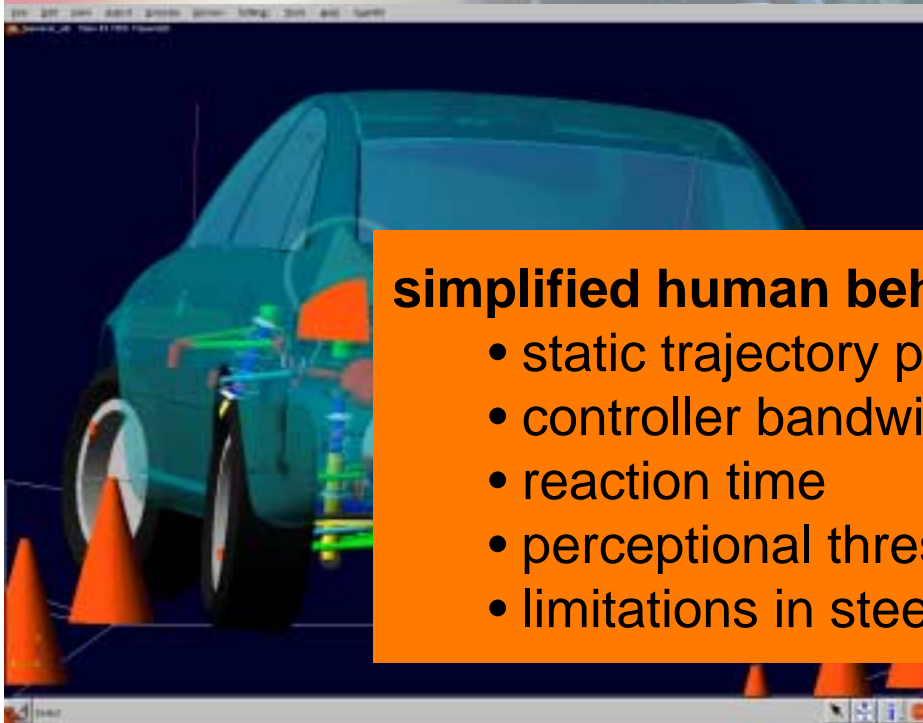 simplified human beh
• static trajectory p
• controller bandwi
• reaction time
• perceptional thres
• limitations in stee